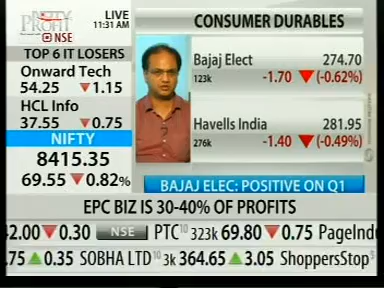 NDTV
PROFIT
NSE
LIVE
11:31 AM
CONSUMER DURABLES
TOP 6 IT LOSERS
Onward Tech
54.25 ▼1.15
HCL Info
37.55 ▼0.75
NIFTY
8415.35
69.55 ▼0.82%
Bajaj Elect 274.70
123k -1.70 ▼ (-0.62%)
Havells India 281.95
276k -1.40 ▼ (-0.49%)
BAJAJ ELEC: POSITIVE ON Q1
EPC BIZ IS 30-40% OF PROFITS
2.00 ▼ 0.30 NSE PTC 323k 69.80 ▼ 0.75 PageInd
.75 ▲ 0.35 SOBHA LTD 3k 364.65 ▲ 3.05 ShoppersStop